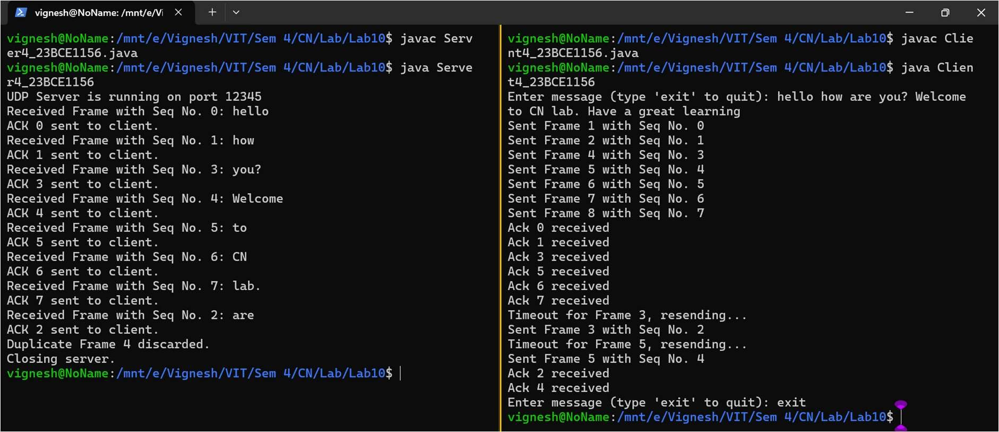 vignesh@NoName: /mnt/e/Vi
vignesh@NoName:/mnt/e/Vignesh/VIT/Sem 4/CN/Lab/Lab10$ javac Serv
er4_23BCE1156.java
vignesh@NoName:/mnt/e/Vignesh/VIT/Sem 4/CN/Lab/Lab10$ java Serve
r4_23BCE1156
UDP Server is running on port 12345
Received Frame with Seq No. 0: hello
ACK 0 sent to client.
Received Frame with Seq No. 1: how
ACK 1 sent to client.
Received Frame with Seq No. 3: you?
ACK 3 sent to client.
Received Frame with Seq No. 4: Welcome
ACK 4 sent to client.
Received Frame with Seq No. 5: to
ACK 5 sent to client.
Received Frame with Seq No. 6: CN
ACK 6 sent to client.
Received Frame with Seq No. 7: lab.
ACK 7 sent to client.
Received Frame with Seq No. 2: are
ACK 2 sent to client.
Duplicate Frame 4 discarded.
Closing server.
vignesh@NoName:/mnt/e/Vignesh/VIT/Sem 4/CN/Lab/Lab10$
vignesh@NoName:/mnt/e/Vignesh/VIT/Sem 4/CN/Lab/Lab10$ javac Clie
nt4_23BCE1156.java
vignesh@NoName:/mnt/e/Vignesh/VIT/Sem 4/CN/Lab/Lab10$ java Clien
t4_23BCE1156
Enter message (type 'exit' to quit): hello how are you? Welcome
to CN lab. Have a great learning
Sent Frame 1 with Seq No. 0
Sent Frame 2 with Seq No. 1
Sent Frame 4 with Seq No. 3
Sent Frame 5 with Seq No. 4
Sent Frame 6 with Seq No. 5
Sent Frame 7 with Seq No. 6
Sent Frame 8 with Seq No. 7
Ack 0 received
Ack 1 received
Ack 3 received
Ack 5 received
Ack 6 received
Ack 7 received
Timeout for Frame 3, resending...
Sent Frame 3 with Seq No. 2
Timeout for Frame 5, resending...
Sent Frame 5 with Seq No. 4
Ack 2 received
Ack 4 received
Enter message (type 'exit' to quit): exit
vignesh@NoName:/mnt/e/Vignesh/VIT/Sem 4/CN/Lab/Lab10$